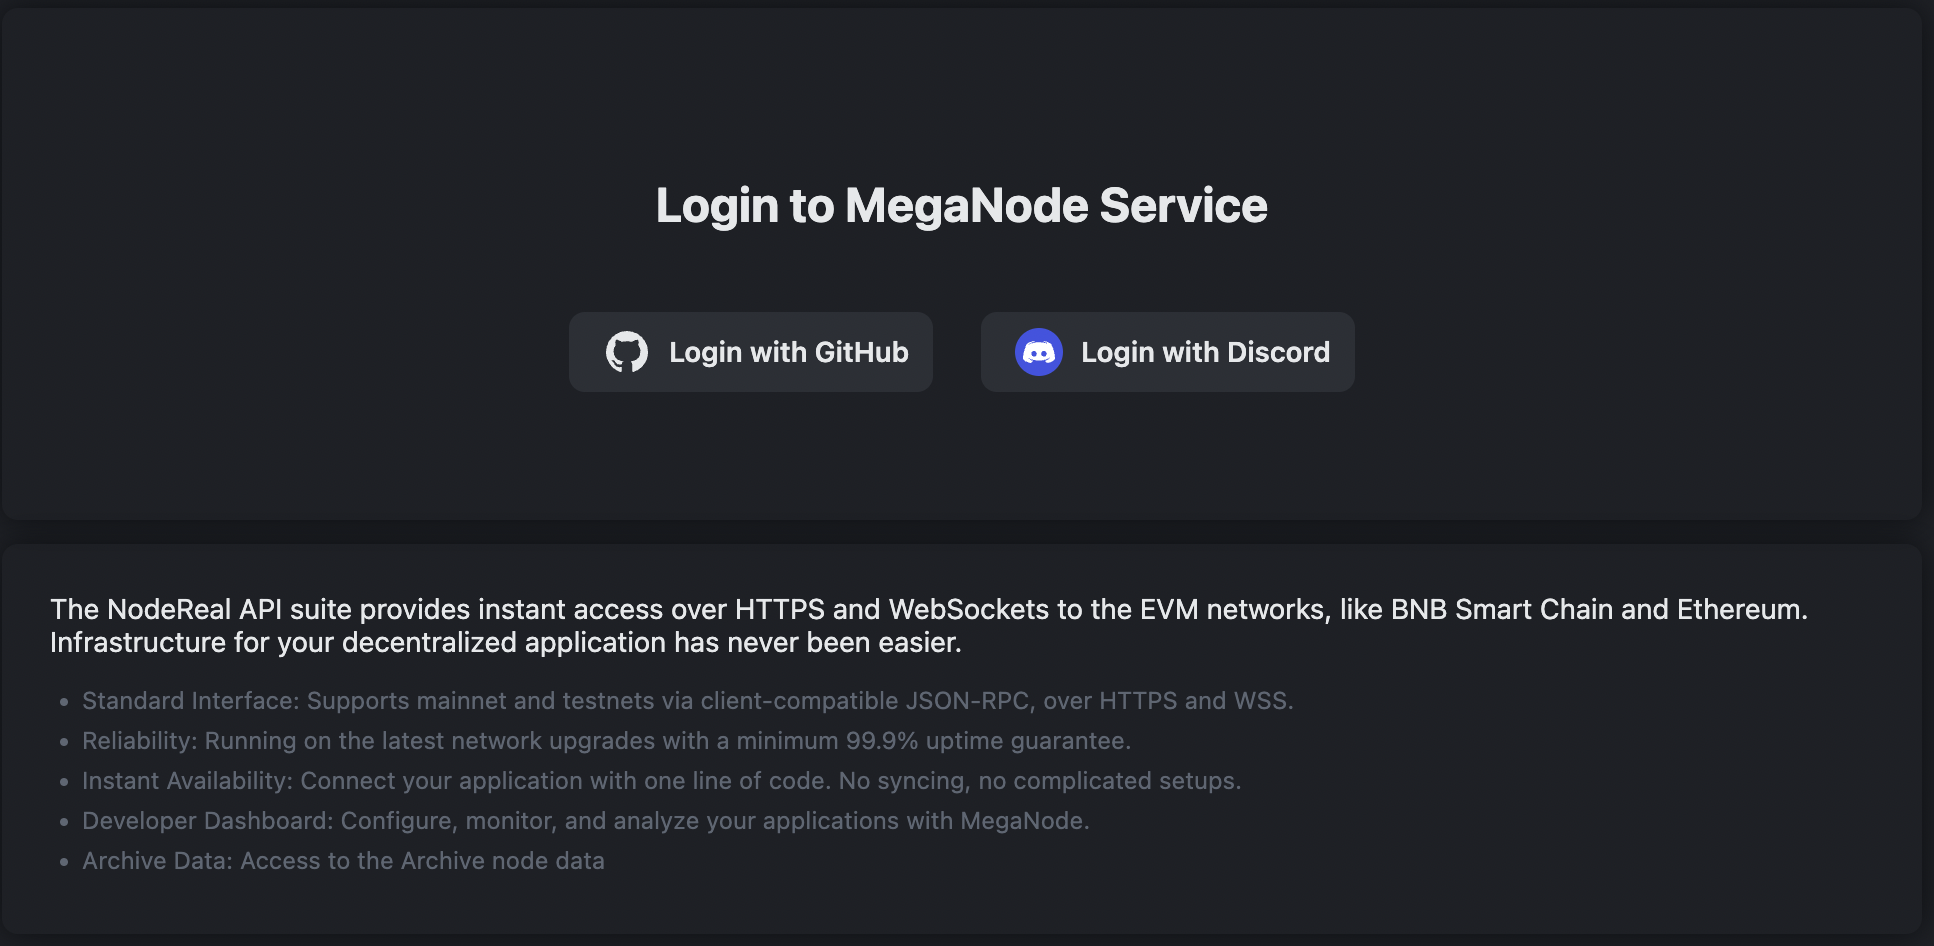 Login to MegaNode Service
Login with GitHub
Login with Discord
The NodeReal API suite provides instant access over HTTPS and WebSockets to the EVM networks, like BNB Smart Chain and Ethereum.
Infrastructure for your decentralized application has never been easier.
• Standard Interface: Supports mainnet and testnets via client-compatible JSON-RPC, over HTTPS and WSS.
• Reliability: Running on the latest network upgrades with a minimum 99.9% uptime guarantee.
• Instant Availability: Connect your application with one line of code. No syncing, no complicated setups.
• Developer Dashboard: Configure, monitor, and analyze your applications with MegaNode.
• Archive Data: Access to the Archive node data